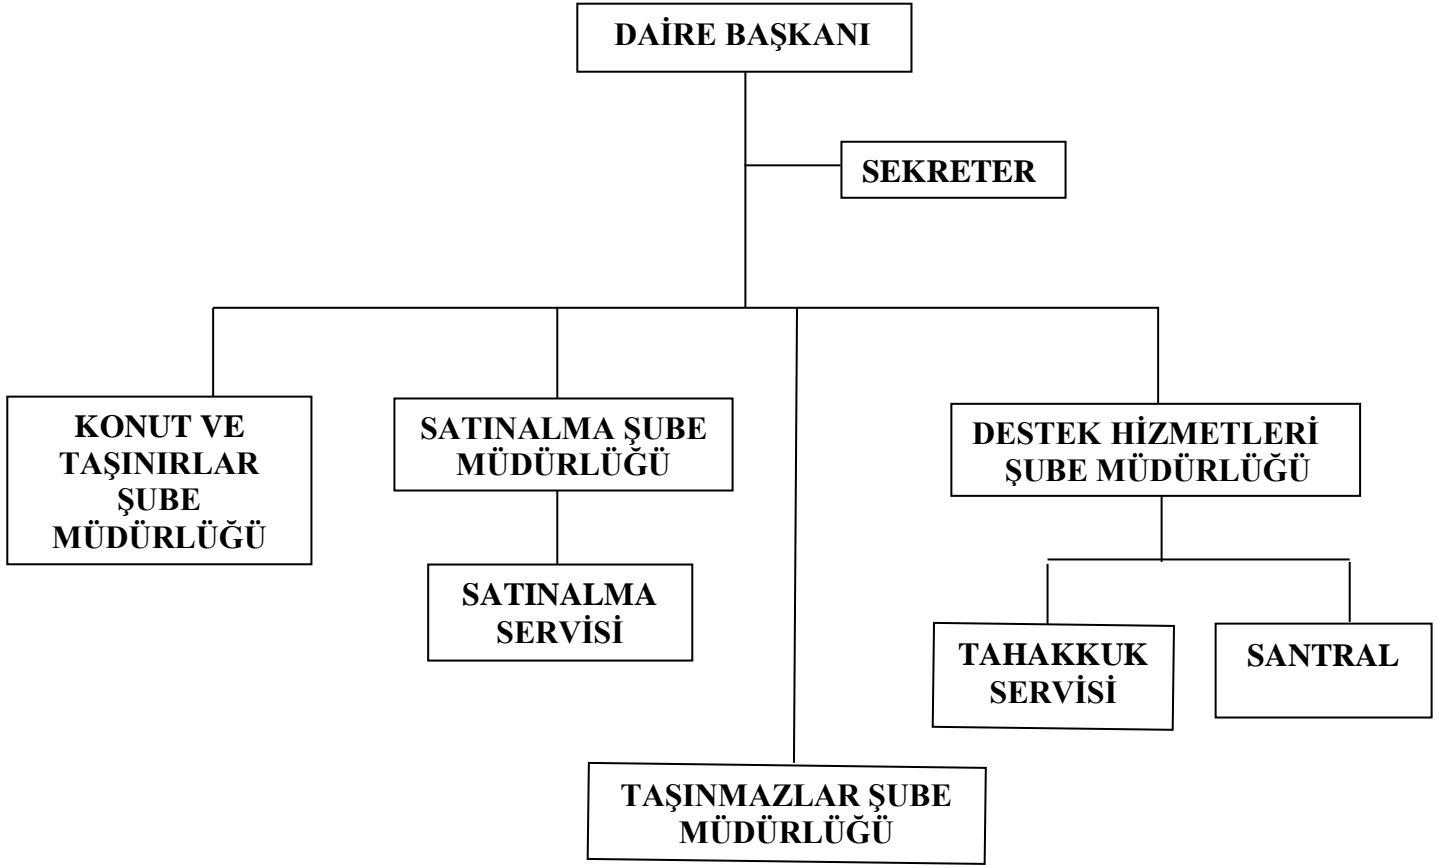 DAİRE BAŞKANI
SEKRETER
KONUT VE
TAŞINIRLAR
ŞUBE
MÜDÜRLÜĞÜ
SATINALMA ŞUBE
MÜDÜRLÜĞÜ
DESTEK HİZMETLERİ
ŞUBE MÜDÜRLÜĞÜ
SATINALMA
SERVİSİ
TAHAKKUK
SERVİSİ
SANTRAL
TAŞINMAZLAR ŞUBE
MÜDÜRLÜĞÜ